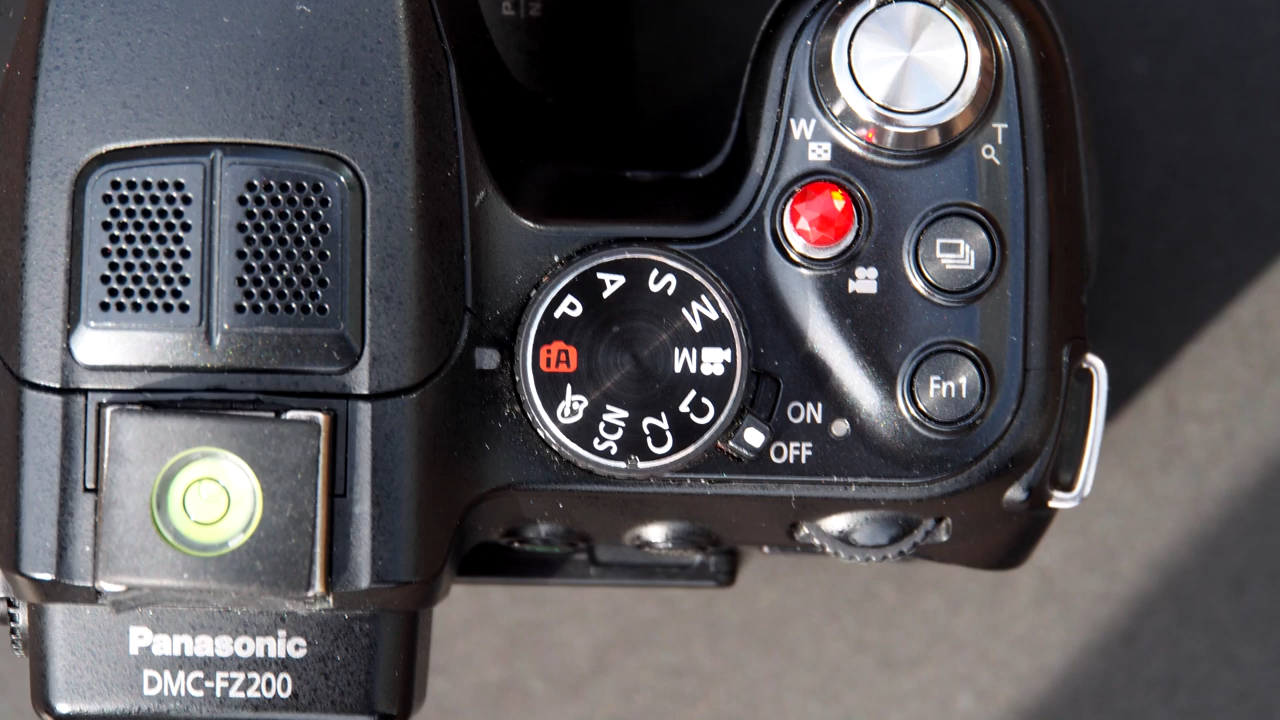 W T
A
S
P
M
iA
M
C1
SCN
C2
ON
OFF
Fn1
Panasonic
DMC-FZ200